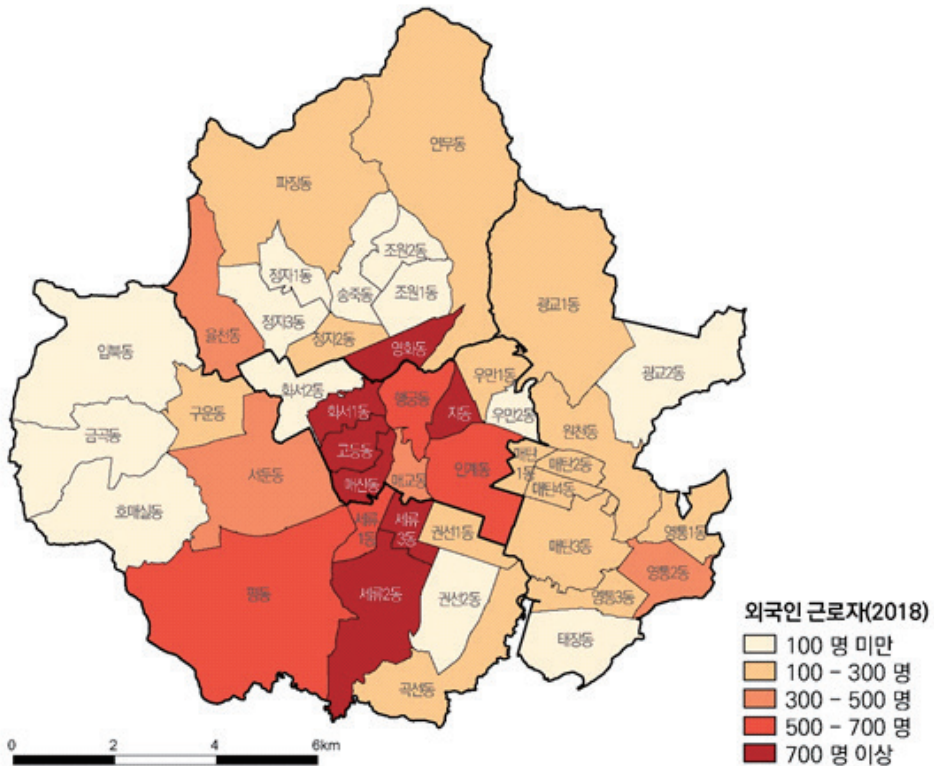 연무동
파장동
조원2동
정자1동
송죽동
조원1동
광교1동
정자3동
율천동
정자2동
영화동
입북동
우만1동
광교2동
화서2동
행궁동
구운동
화서1동
지동
우만2동
금곡동
원천동
고등동
매탄
1동
매탄2동
서둔동
인계동
매산동
매교동
매탄4동
호매실동
세류
1동
세류
3동
권선1동
영통1동
매탄3동
영통2동
평동
세류2동
권선2동
영통3동
태장동
곡선동
외국인 근로자(2018)
100 명 미만
100 - 300 명
300 - 500 명
500 - 700 명
700 명 이상
0 2 4 6km